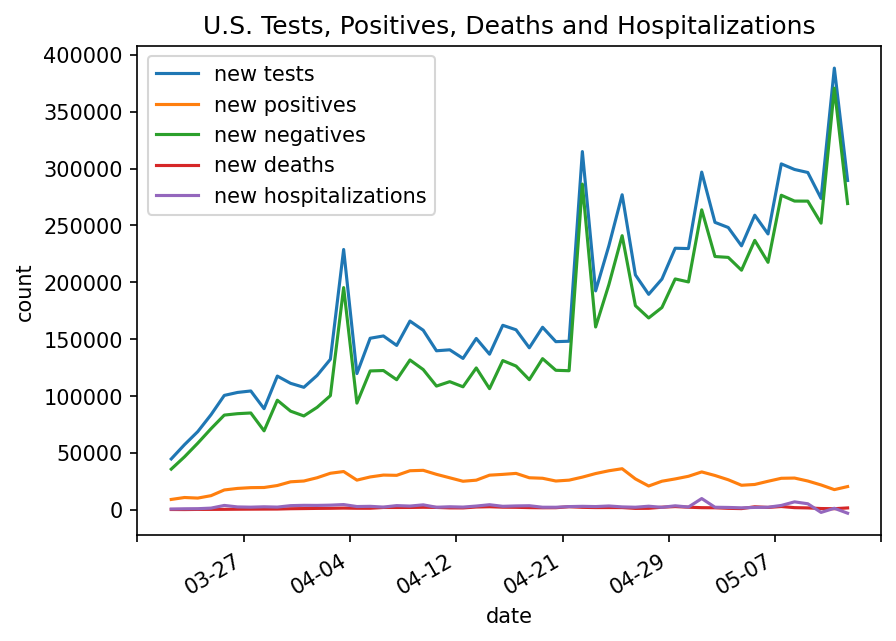 U.S. Tests, Positives, Deaths and Hospitalizations
400000
350000
300000
250000
200000
150000
100000
50000
0
count
new tests
new positives
new negatives
new deaths
new hospitalizations
03-27
04-04
04-12
04-21
04-29
05-07
date